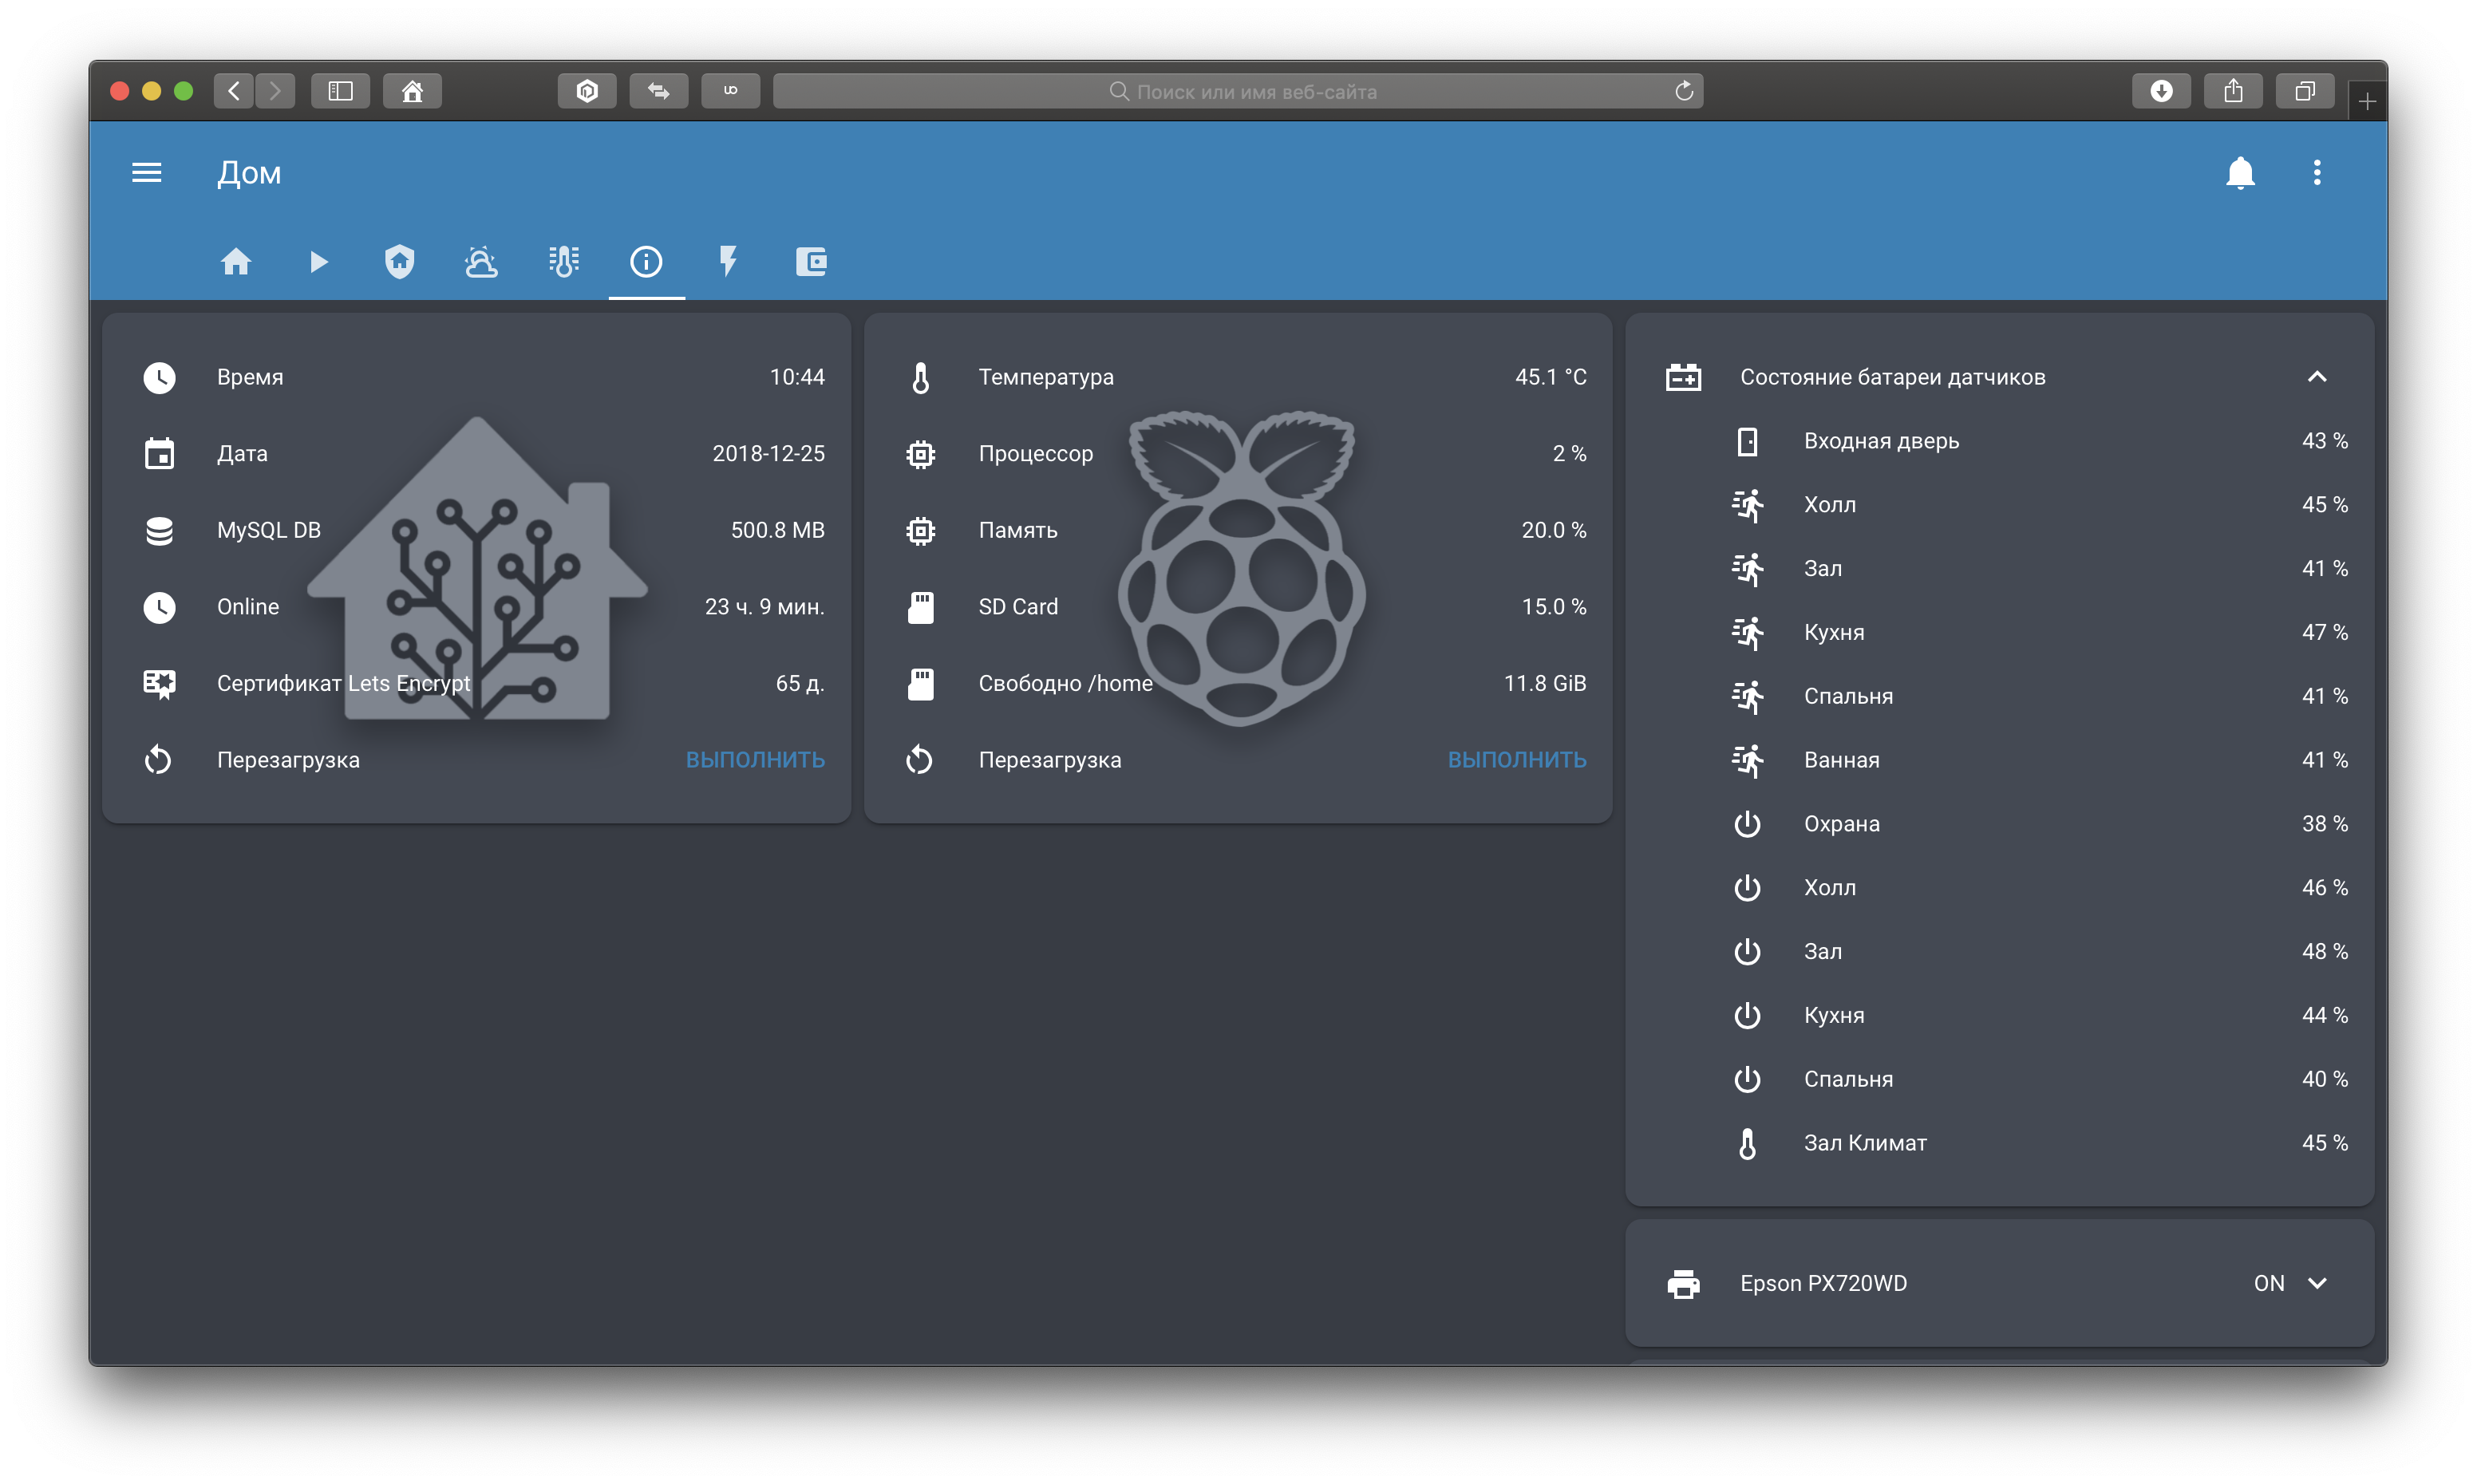 Поиск или имя веб-сайта
Дом
Время 10:44
Дата 2018-12-25
MySQL DB 500.8 MB
Online 23 ч. 9 мин.
Сертификат Lets Encrypt 65 д.
Перезагрузка ВЫПОЛНИТЬ
Температура 45.1 °C
Процессор 2 %
Память 20.0 %
SD Card 15.0 %
Свободно /home 11.8 GiB
Перезагрузка ВЫПОЛНИТЬ
Состояние батареи датчиков
Входная дверь 43 %
Холл 45 %
Зал 41 %
Кухня 47 %
Спальня 41 %
Ванная 41 %
Охрана 38 %
Холл 46 %
Зал 48 %
Кухня 44 %
Спальня 40 %
Зал Климат 45 %
Epson PX720WD ON